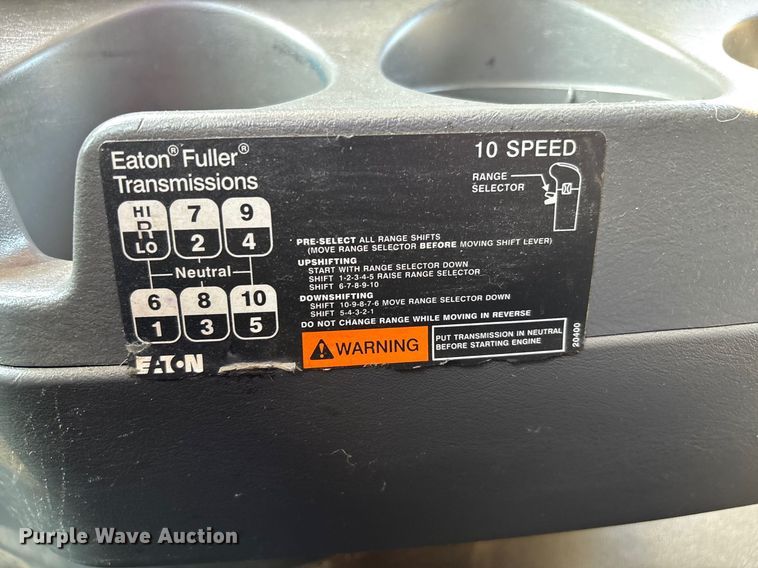 Eaton® Fuller®
Transmissions
10 SPEED
RANGE
SELECTOR
HI
R
LO
7
2
9
4
Neutral
6
1
8
3
10
5
PRE-SELECT ALL RANGE SHIFTS
(MOVE RANGE SELECTOR BEFORE MOVING SHIFT LEVER)
UPSHIFTING
START WITH RANGE SELECTOR DOWN
SHIFT 1-2-3-4-5 RAISE RANGE SELECTOR
SHIFT 6-7-8-9-10
DOWNSHIFTING
SHIFT 10-9-8-7-6 MOVE RANGE SELECTOR DOWN
SHIFT 5-4-3-2-1
DO NOT CHANGE RANGE WHILE MOVING IN REVERSE
WARNING
PUT TRANSMISSION IN NEUTRAL
BEFORE STARTING ENGINE
20400
EATON
Purple Wave Auction